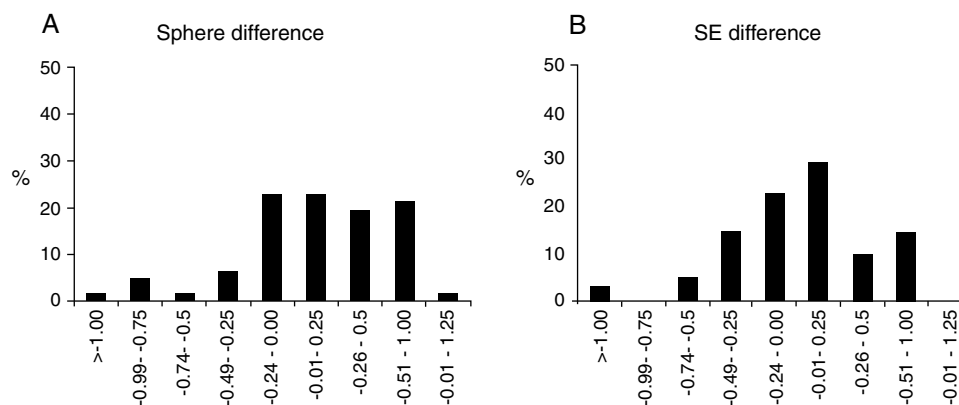 A
Sphere difference
50
40
30
20
10
0
%
>-1.00
-0.99- -0.75
-0.74- -0.5
-0.49- -0.25
-0.24 - 0.00
-0.01- 0.25
-0.26 - 0.5
-0.51 - 1.00
-0.01 - 1.25
B
SE difference
50
40
30
20
10
0
%
>-1.00
-0.99- -0.75
-0.74- -0.5
-0.49- -0.25
-0.24 - 0.00
-0.01- 0.25
-0.26 - 0.5
-0.51 - 1.00
-0.01 - 1.25